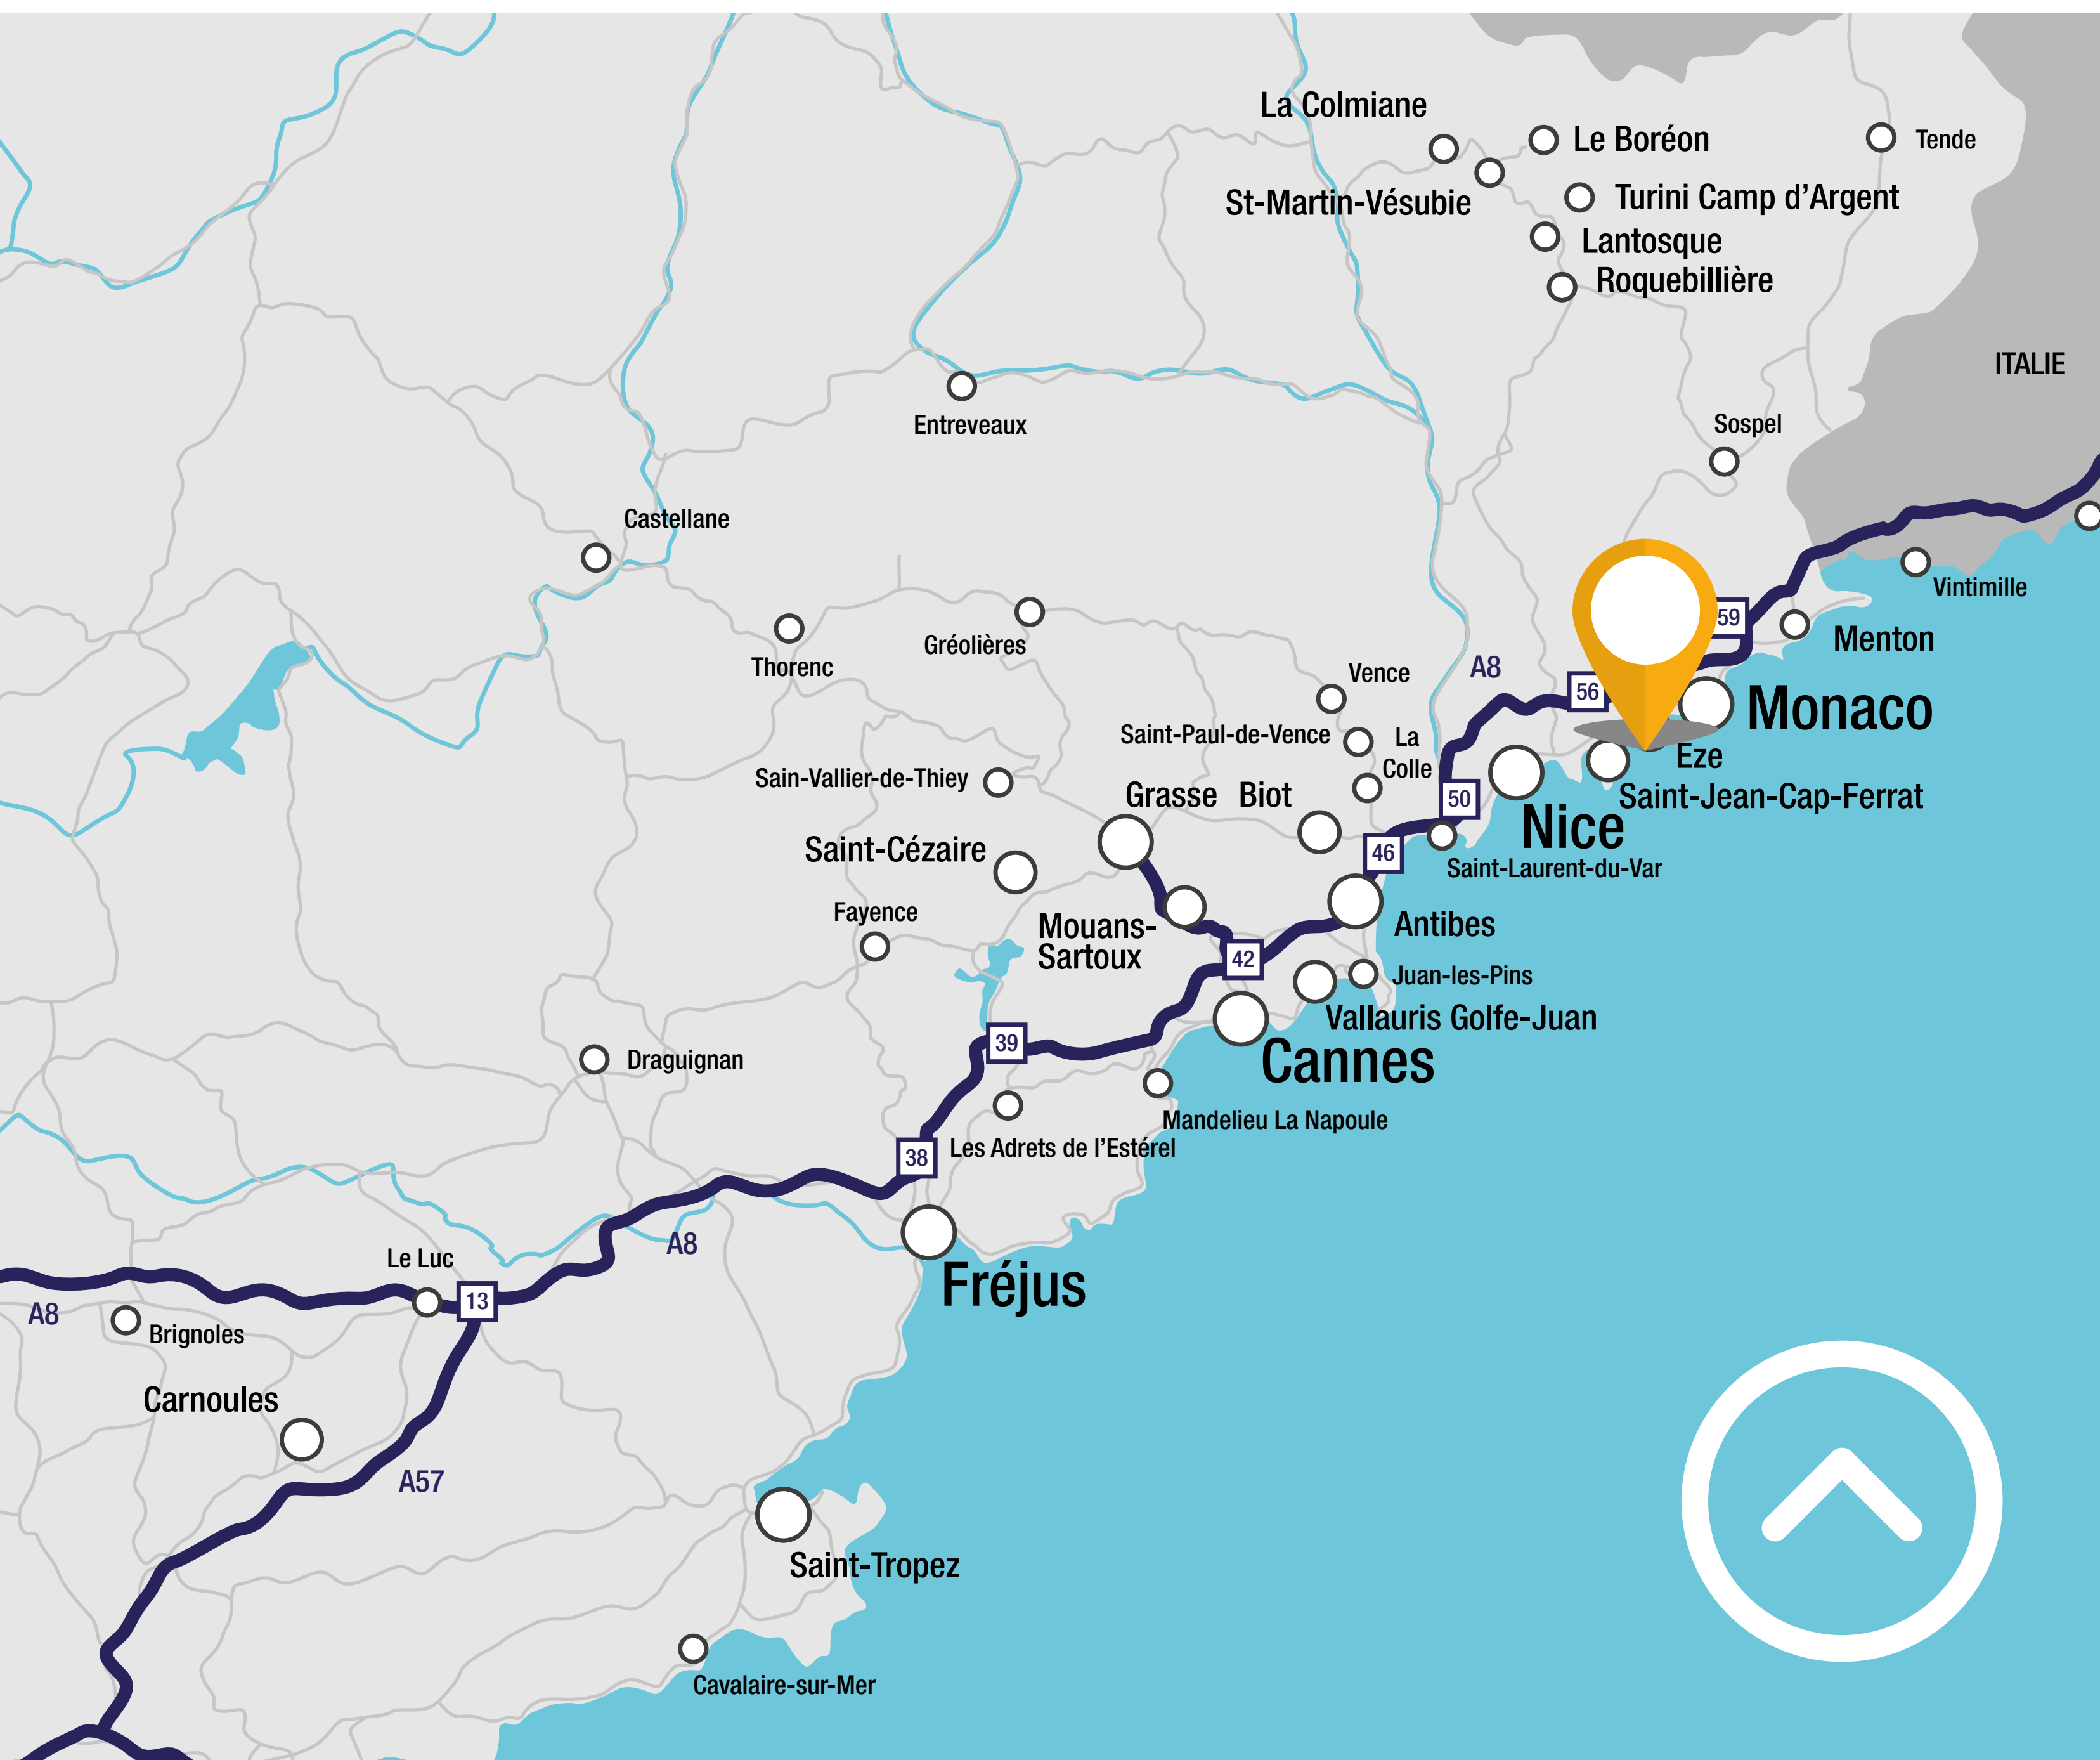 La Colmiane
Le Boréon
Tende
St-Martin-Vésubie
Turini Camp d'Argent
Lantosque
Roquebillière
ITALIE
Entreveaux
Sospel
Castellane
Vintimille
59
Menton
Gréolières
Thorenc
Vence
A8
56
Monaco
Saint-Paul-de-Vence
La
Colle
Eze
Sain-Vallier-de-Thiey
Grasse
Biot
50
Saint-Jean-Cap-Ferrat
Nice
Saint-Cézaire
46
Saint-Laurent-du-Var
Fayence
Mouans-
Sartoux
Antibes
42
Juan-les-Pins
Vallauris Golfe-Juan
39
Cannes
Draguignan
Mandelieu La Napoule
Les Adrets de l'Estérel
38
A8
Le Luc
Fréjus
13
A8
Brignoles
Carnoules
A57
Saint-Tropez
Cavalaire-sur-Mer